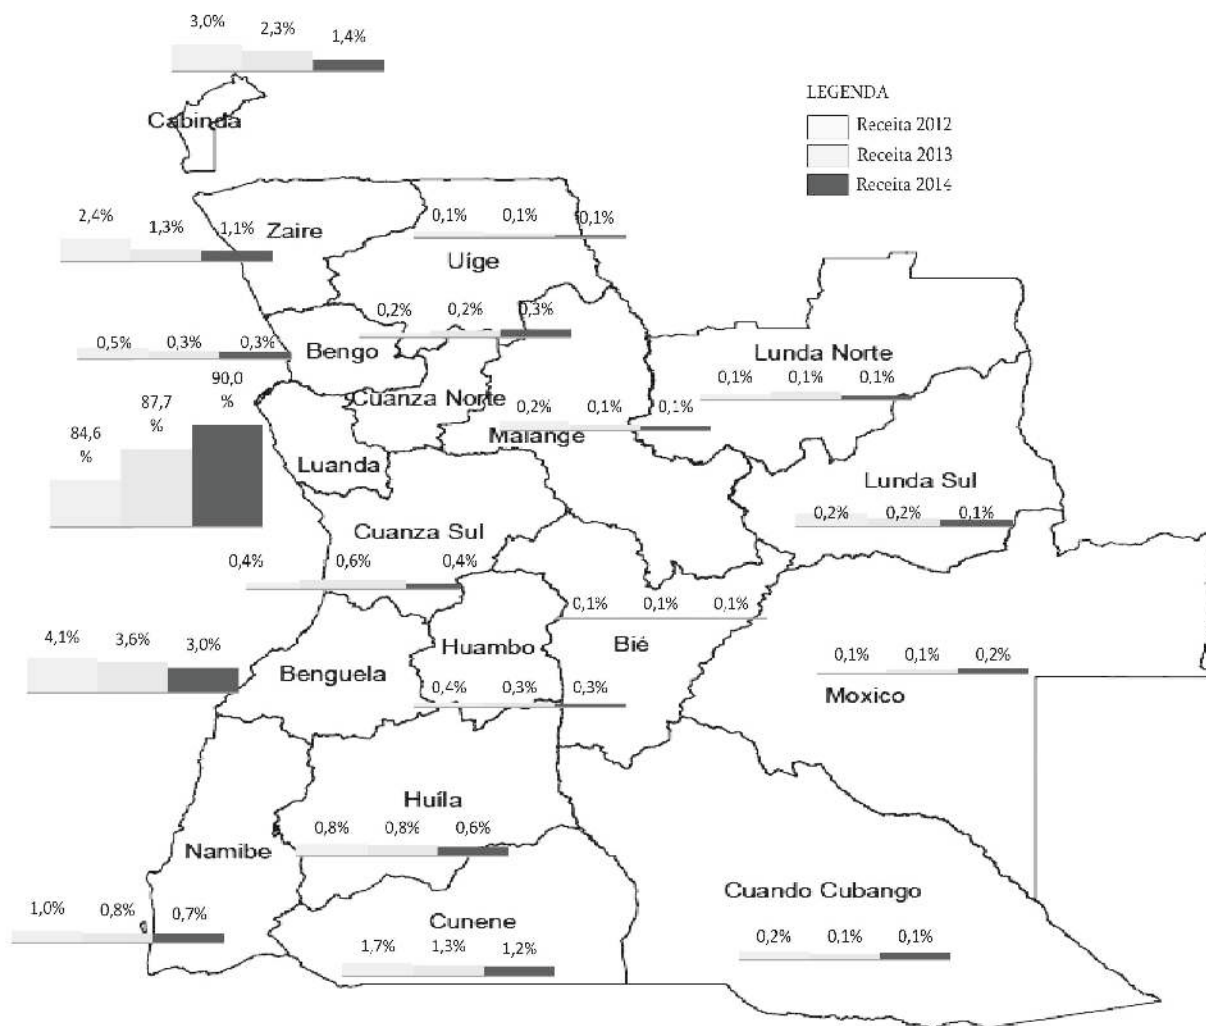 3,0% 2,3% 1,4%
Cabinda
LEGENDA
Receita 2012
Receita 2013
Receita 2014
2,4% 1,3% 1,1%
Zaire
0,1% 0,1% 0,1%
Uíge
0,2% 0,2% 0,3%
0,5% 0,3% 0,3%
Bengo
Lunda Norte
0,1% 0,1% 0,1%
Cuanza Norte
0,2% 0,1% 0,1%
Malange
84,6
%
87,7
%
90,0
%
Luanda
Lunda Sul
0,2% 0,2% 0,1%
Cuanza Sul
0,4% 0,6% 0,4%
0,1% 0,1% 0,1%
Bié
4,1% 3,6% 3,0%
Benguela
Huambo
0,4% 0,3% 0,3%
0,1% 0,1% 0,2%
Moxico
Huíla
0,8% 0,8% 0,6%
Namibe
1,0% 0,8% 0,7%
Cuando Cubango
0,2% 0,1% 0,1%
Cunene
1,7% 1,3% 1,2%